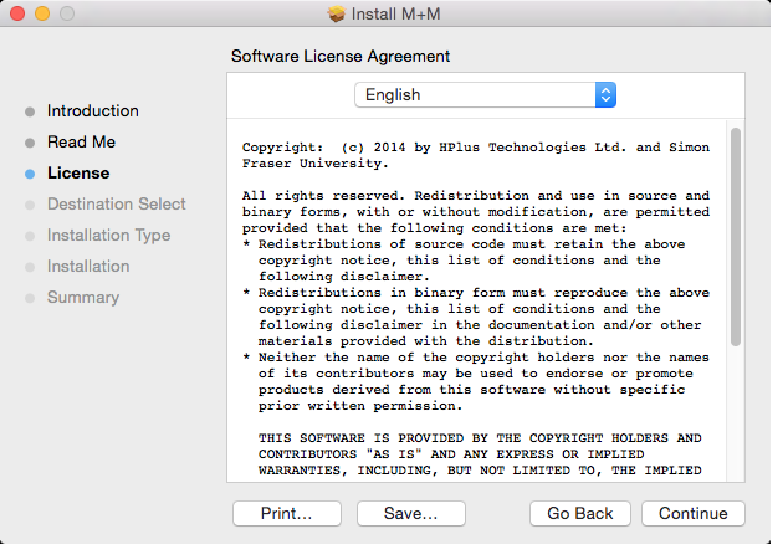 Install M+M
Software License Agreement
Introduction
Read Me
License
Destination Select
Installation Type
Installation
Summary
English
Copyright:  (c) 2014 by HPlus Technologies Ltd. and Simon
Fraser University.
All rights reserved. Redistribution and use in source and
binary forms, with or without modification, are permitted
provided that the following conditions are met:
* Redistributions of source code must retain the above
copyright notice, this list of conditions and the
following disclaimer.
* Redistributions in binary form must reproduce the above
copyright notice, this list of conditions and the
following disclaimer in the documentation and/or other
materials provided with the distribution.
* Neither the name of the copyright holders nor the names
of its contributors may be used to endorse or promote
products derived from this software without specific
prior written permission.
THIS SOFTWARE IS PROVIDED BY THE COPYRIGHT HOLDERS AND
CONTRIBUTORS "AS IS" AND ANY EXPRESS OR IMPLIED
WARRANTIES, INCLUDING, BUT NOT LIMITED TO, THE IMPLIED
Print...
Save...
Go Back
Continue